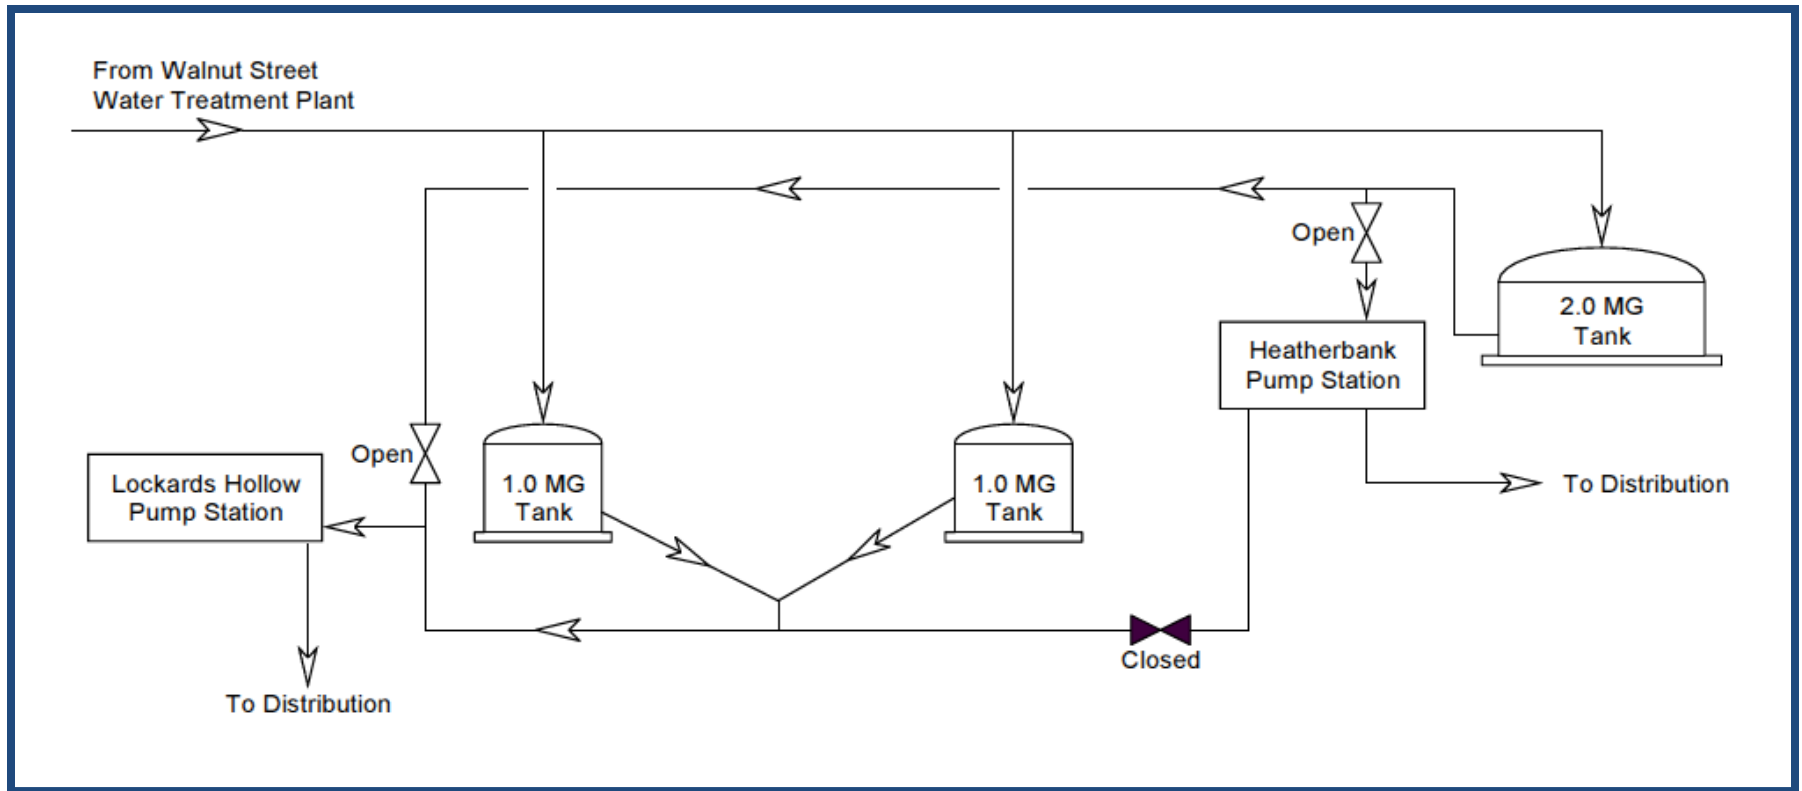 From Walnut Street
Water Treatment Plant
Open
2.0 MG
Tank
Heatherbank
Pump Station
Open
Lockards Hollow
Pump Station
1.0 MG
Tank
1.0 MG
Tank
To Distribution
Closed
To Distribution